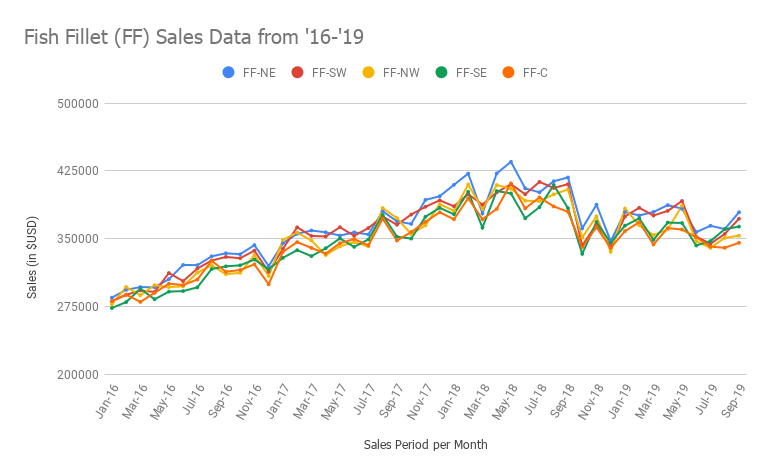 Fish Fillet (FF) Sales Data from '16-'19
FF-NE FF-SW FF-NW FF-SE FF-C
500000
425000
350000
275000
200000
Sales (in $USD)
Jan-16 Mar-16 May-16 Jul-16 Sep-16 Nov-16 Jan-17 Mar-17 May-17 Jul-17 Sep-17 Nov-17 Jan-18 Mar-18 May-18 Jul-18 Sep-18 Nov-18 Jan-19 Mar-19 May-19 Jul-19 Sep-19
Sales Period per Month